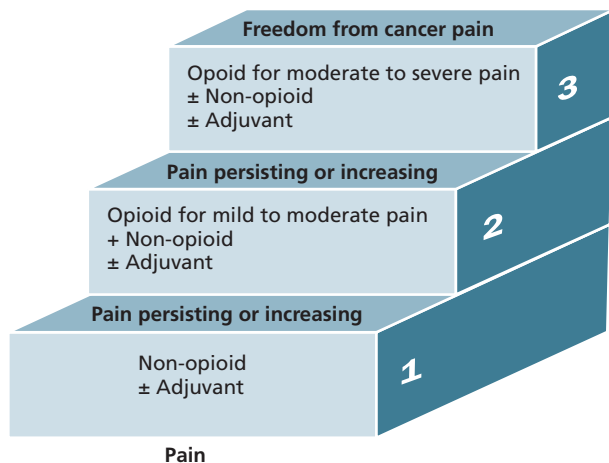 Freedom from cancer pain
Opoid for moderate to severe pain
± Non-opioid
± Adjuvant
3
Pain persisting or increasing
Opioid for mild to moderate pain
+ Non-opioid
± Adjuvant
2
Pain persisting or increasing
Non-opioid
± Adjuvant
1
Pain